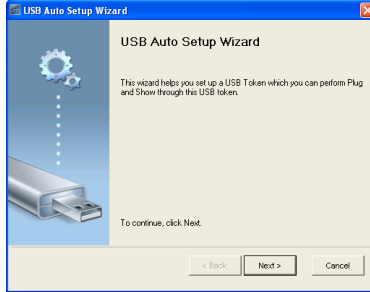 USB Auto Setup Wizard
USB Auto Setup Wizard
This wizard helps you set up a USB Token which you can perform Plug
and Show through this USB token.
To continue, click Next.
< Back
Next >
Cancel